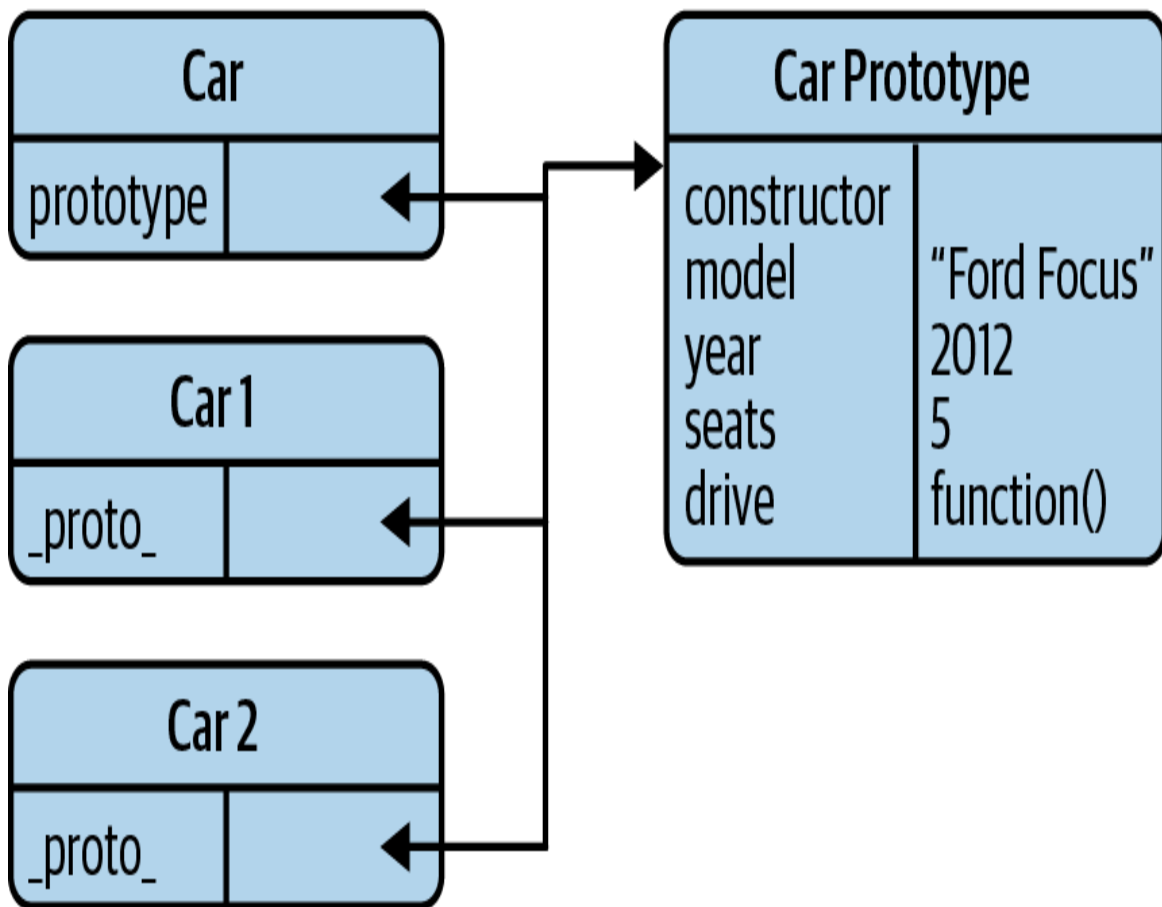 Car
prototype
Car 1
_proto_
Car 2
_proto_
Car Prototype
constructor
model “Ford Focus”
year 2012
seats 5
drive function()